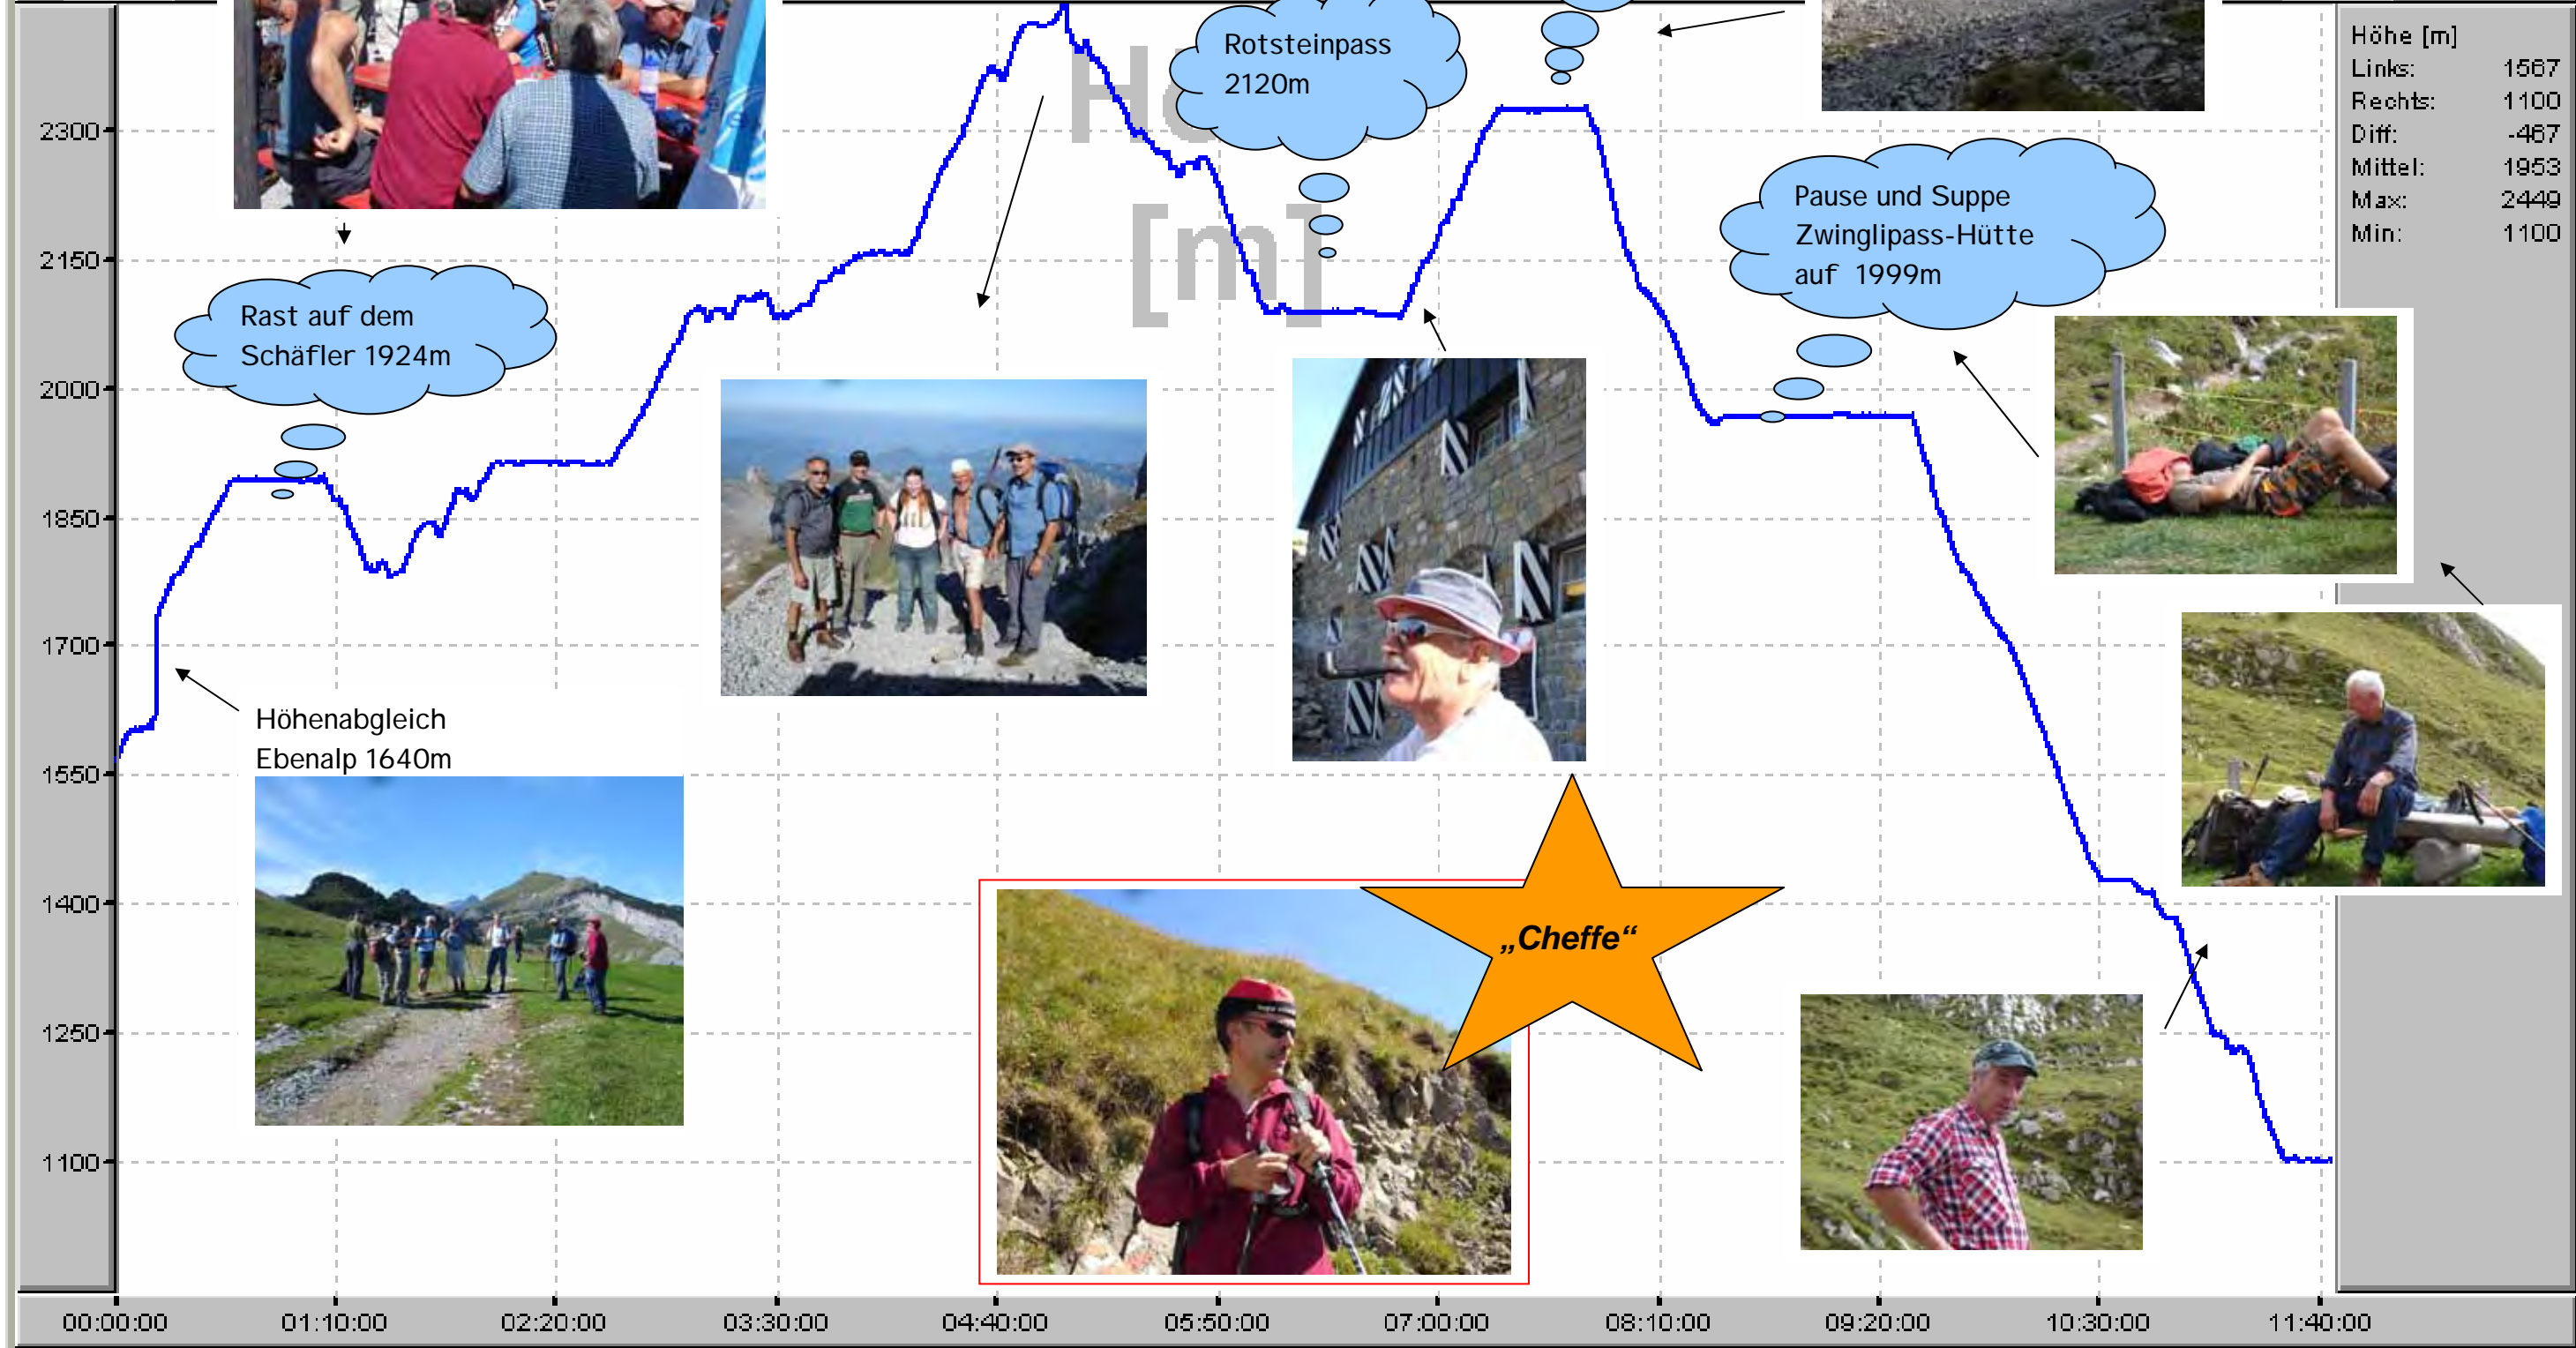 Rotsteinpass
2120m
Höhe [m]
Links: 1567
Rechts: 1100
Diff: -467
Mittel: 1953
Max: 2449
Min: 1100
[m]
Pause und Suppe
Zwinglipass-Hütte
auf 1999m
Rast auf dem
Schäfler 1924m
Höhenabgleich
Ebenalp 1640m
„Cheffe“
2300
2150
2000
1850
1700
1550
1400
1250
1100
00:00:00 01:10:00 02:20:00 03:30:00 04:40:00 05:50:00 07:00:00 08:10:00 09:20:00 10:30:00 11:40:00